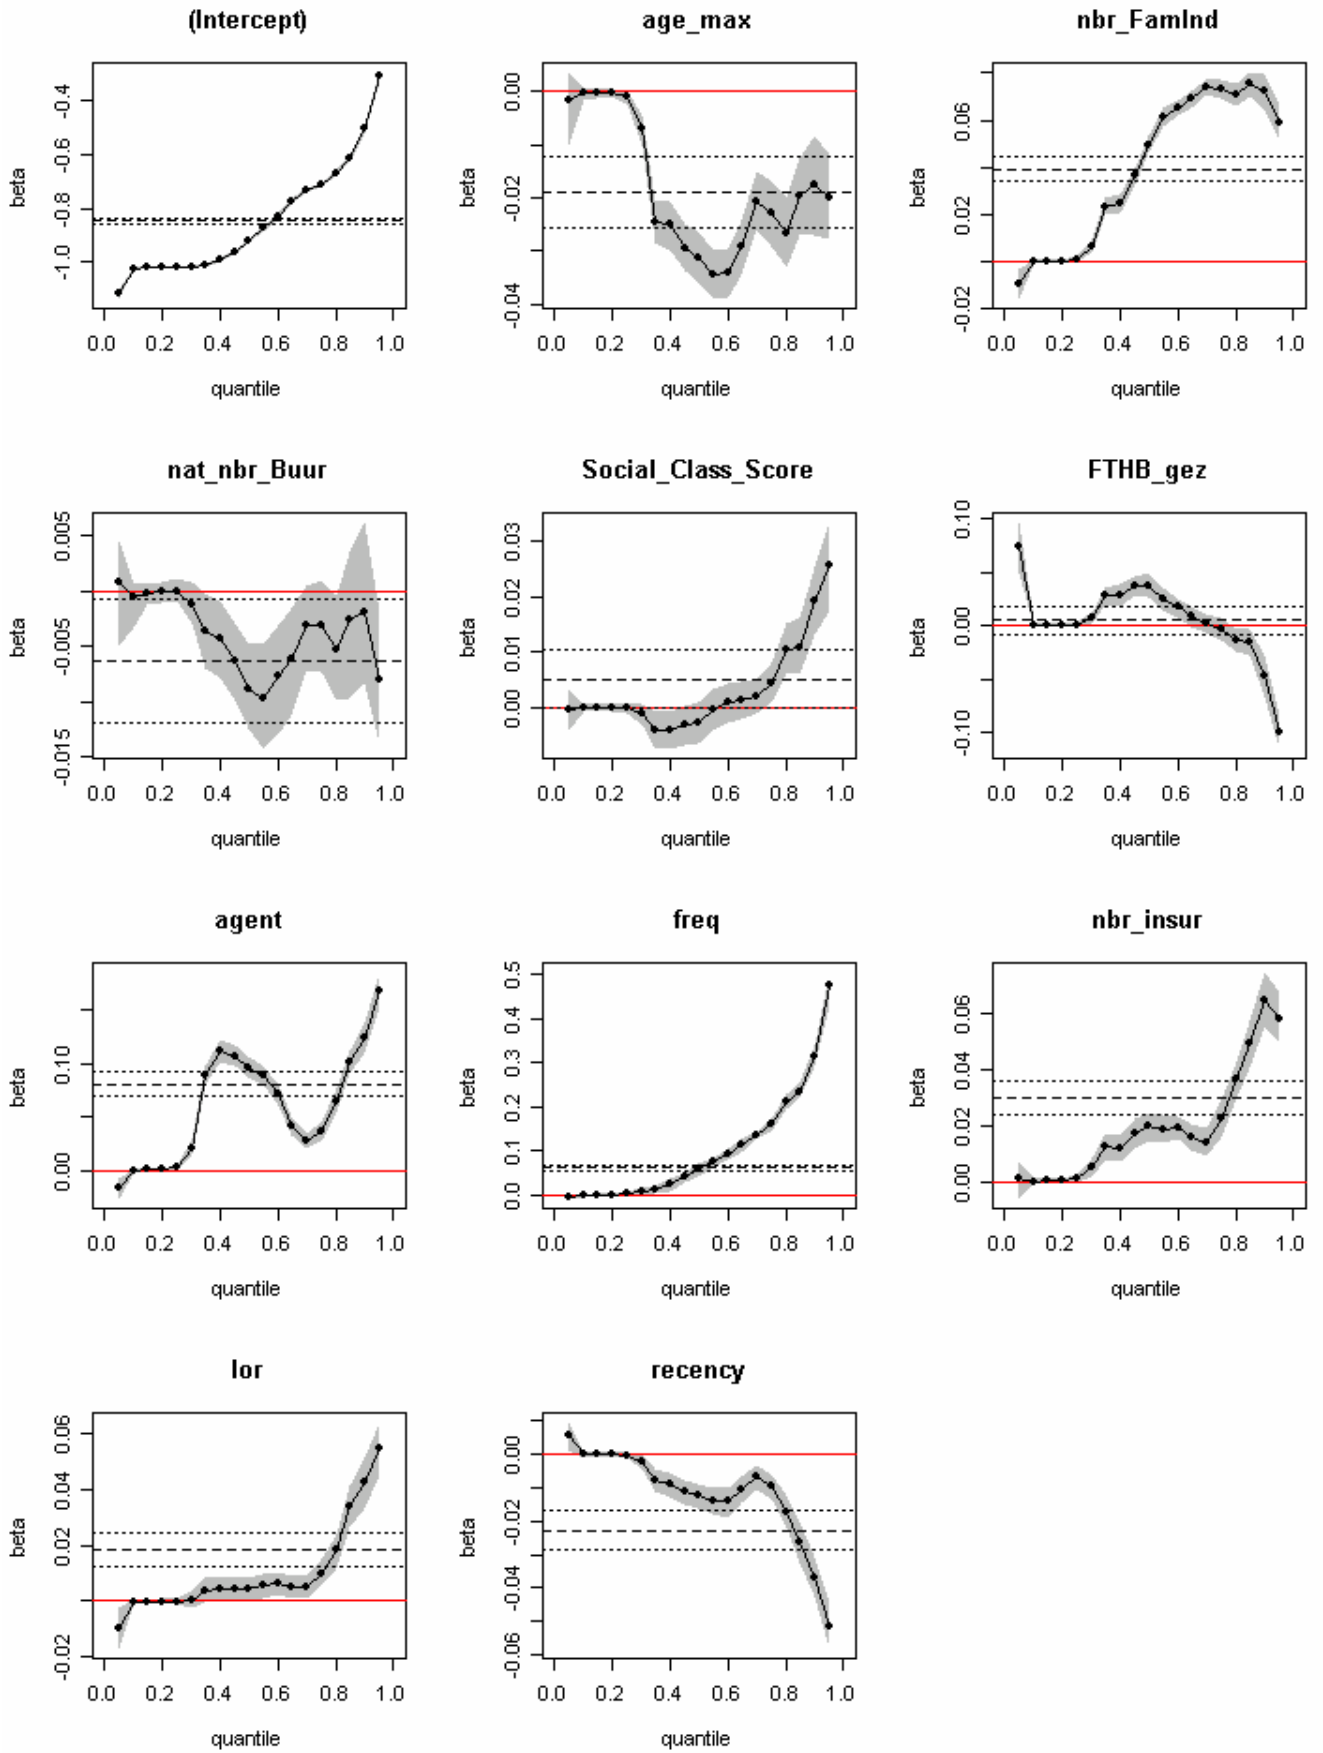 (Intercept)
beta
-0.4
-0.6
-0.8
-1.0
0.0 0.2 0.4 0.6 0.8 1.0
quantile
age_max
beta
0.00
-0.02
-0.04
0.0 0.2 0.4 0.6 0.8 1.0
quantile
nbr_FamInd
beta
0.06
0.02
-0.02
0.0 0.2 0.4 0.6 0.8 1.0
quantile
nat_nbr_Buur
beta
0.005
-0.005
-0.015
0.0 0.2 0.4 0.6 0.8 1.0
quantile
Social_Class_Score
beta
0.03
0.02
0.01
0.00
0.0 0.2 0.4 0.6 0.8 1.0
quantile
FTHB_gez
beta
0.10
0.00
-0.10
0.0 0.2 0.4 0.6 0.8 1.0
quantile
agent
beta
0.10
0.00
0.0 0.2 0.4 0.6 0.8 1.0
quantile
freq
beta
0.5
0.4
0.3
0.2
0.1
0.0
0.0 0.2 0.4 0.6 0.8 1.0
quantile
nbr_insur
beta
0.06
0.04
0.02
0.00
0.0 0.2 0.4 0.6 0.8 1.0
quantile
lor
beta
0.06
0.04
0.02
-0.02
0.0 0.2 0.4 0.6 0.8 1.0
quantile
recency
beta
0.00
-0.02
-0.04
-0.06
0.0 0.2 0.4 0.6 0.8 1.0
quantile